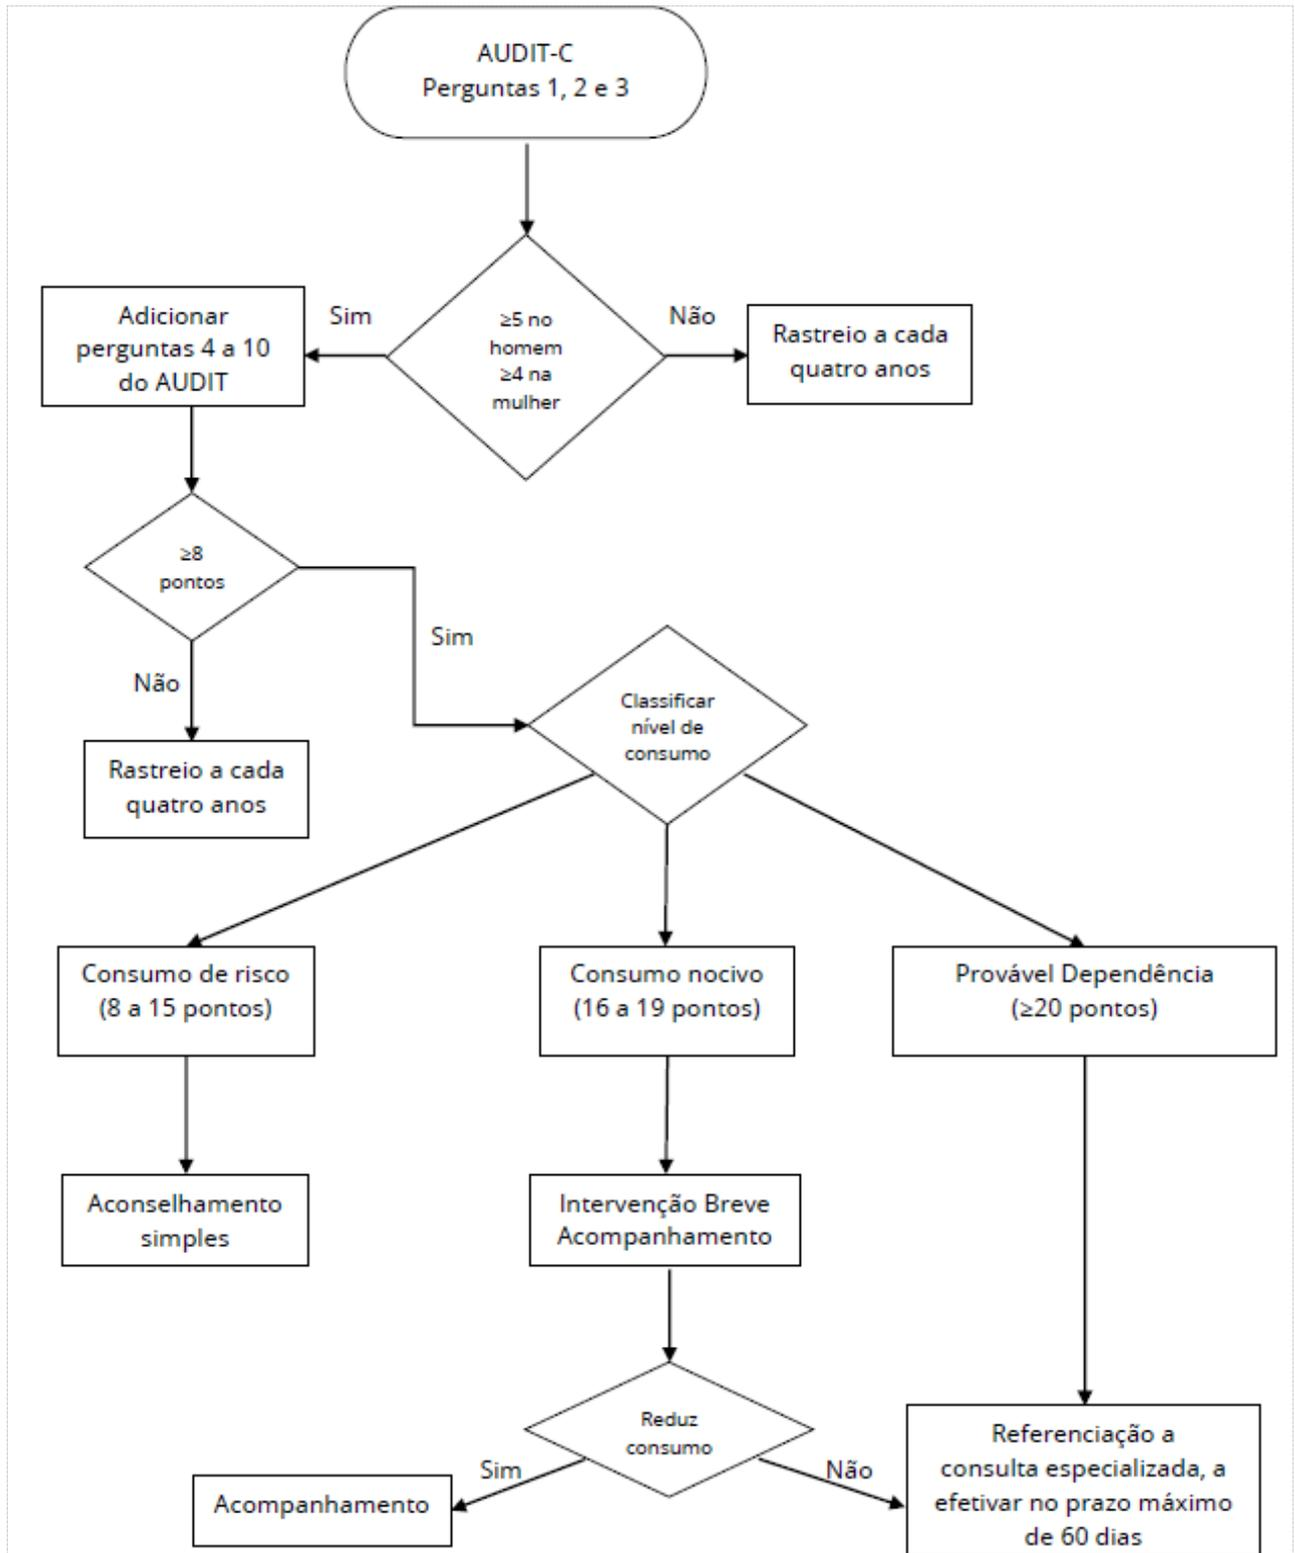 AUDIT-C
Perguntas 1, 2 e 3
Adicionar
perguntas 4 a 10
do AUDIT
Sim
≥5 no
homem
≥4 na
mulher
Não
Rastreio a cada
quatro anos
≥8
pontos
Sim
Não
Rastreio a cada
quatro anos
Classificar
nível de
consumo
Consumo de risco
(8 a 15 pontos)
Consumo nocivo
(16 a 19 pontos)
Provável Dependência
(≥20 pontos)
Aconselhamento
simples
Intervenção Breve
Acompanhamento
Reduz
consumo
Sim
Não
Acompanhamento
Referenciação a
consulta especializada, a
efetivar no prazo máximo
de 60 dias